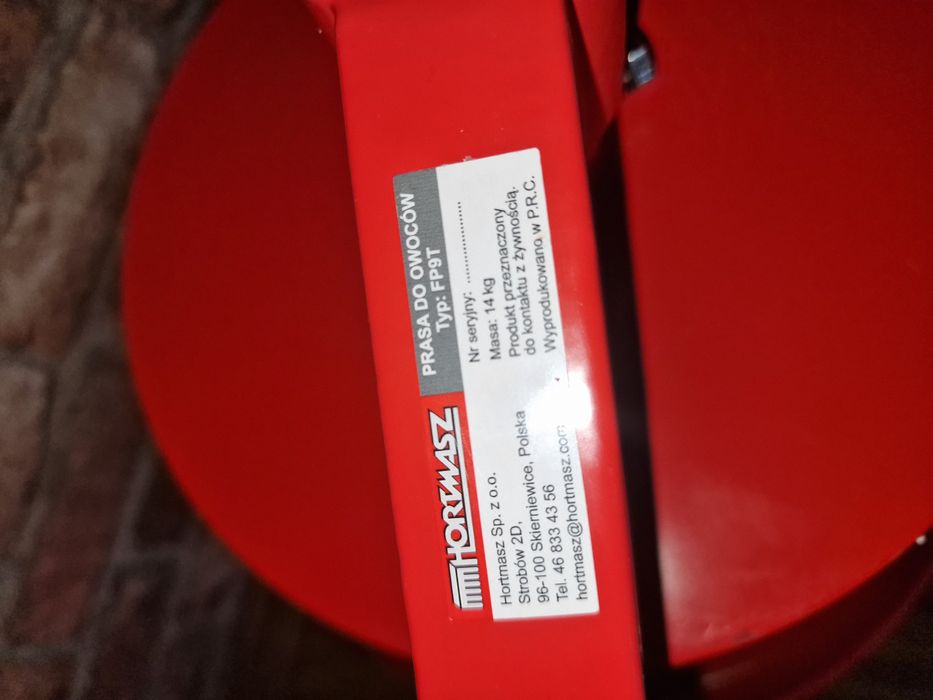 HORTMASZ
PRASA DO OWOCÓW
Typ: FP9T
Hortmasz Sp. z o.o.
Strobów 2D,
96-100 Skierniewice, Polska
Tel. 46 833 43 56
hortmasz@hortmasz.com
Nr seryjny: ......................
Masa: 14 kg
Produkt przeznaczony
do kontaktu z żywnością.
Wyprodukowano w P.R.C.